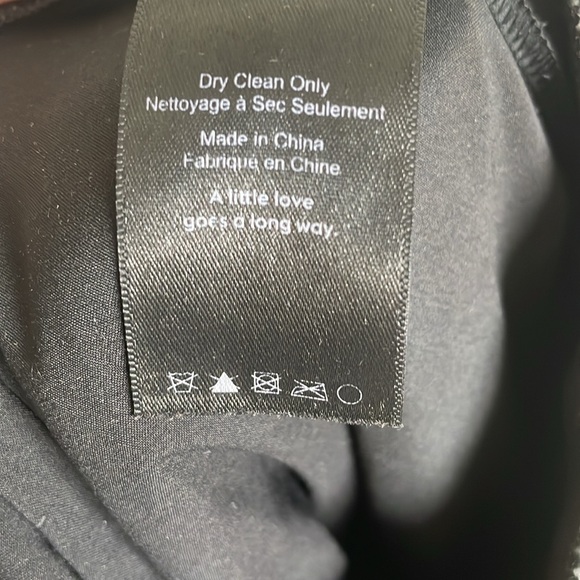 Dry Clean Only
Nettoyage à Sec Seulement
Made in China
Fabriqué en Chine
A little love
goes a long way.